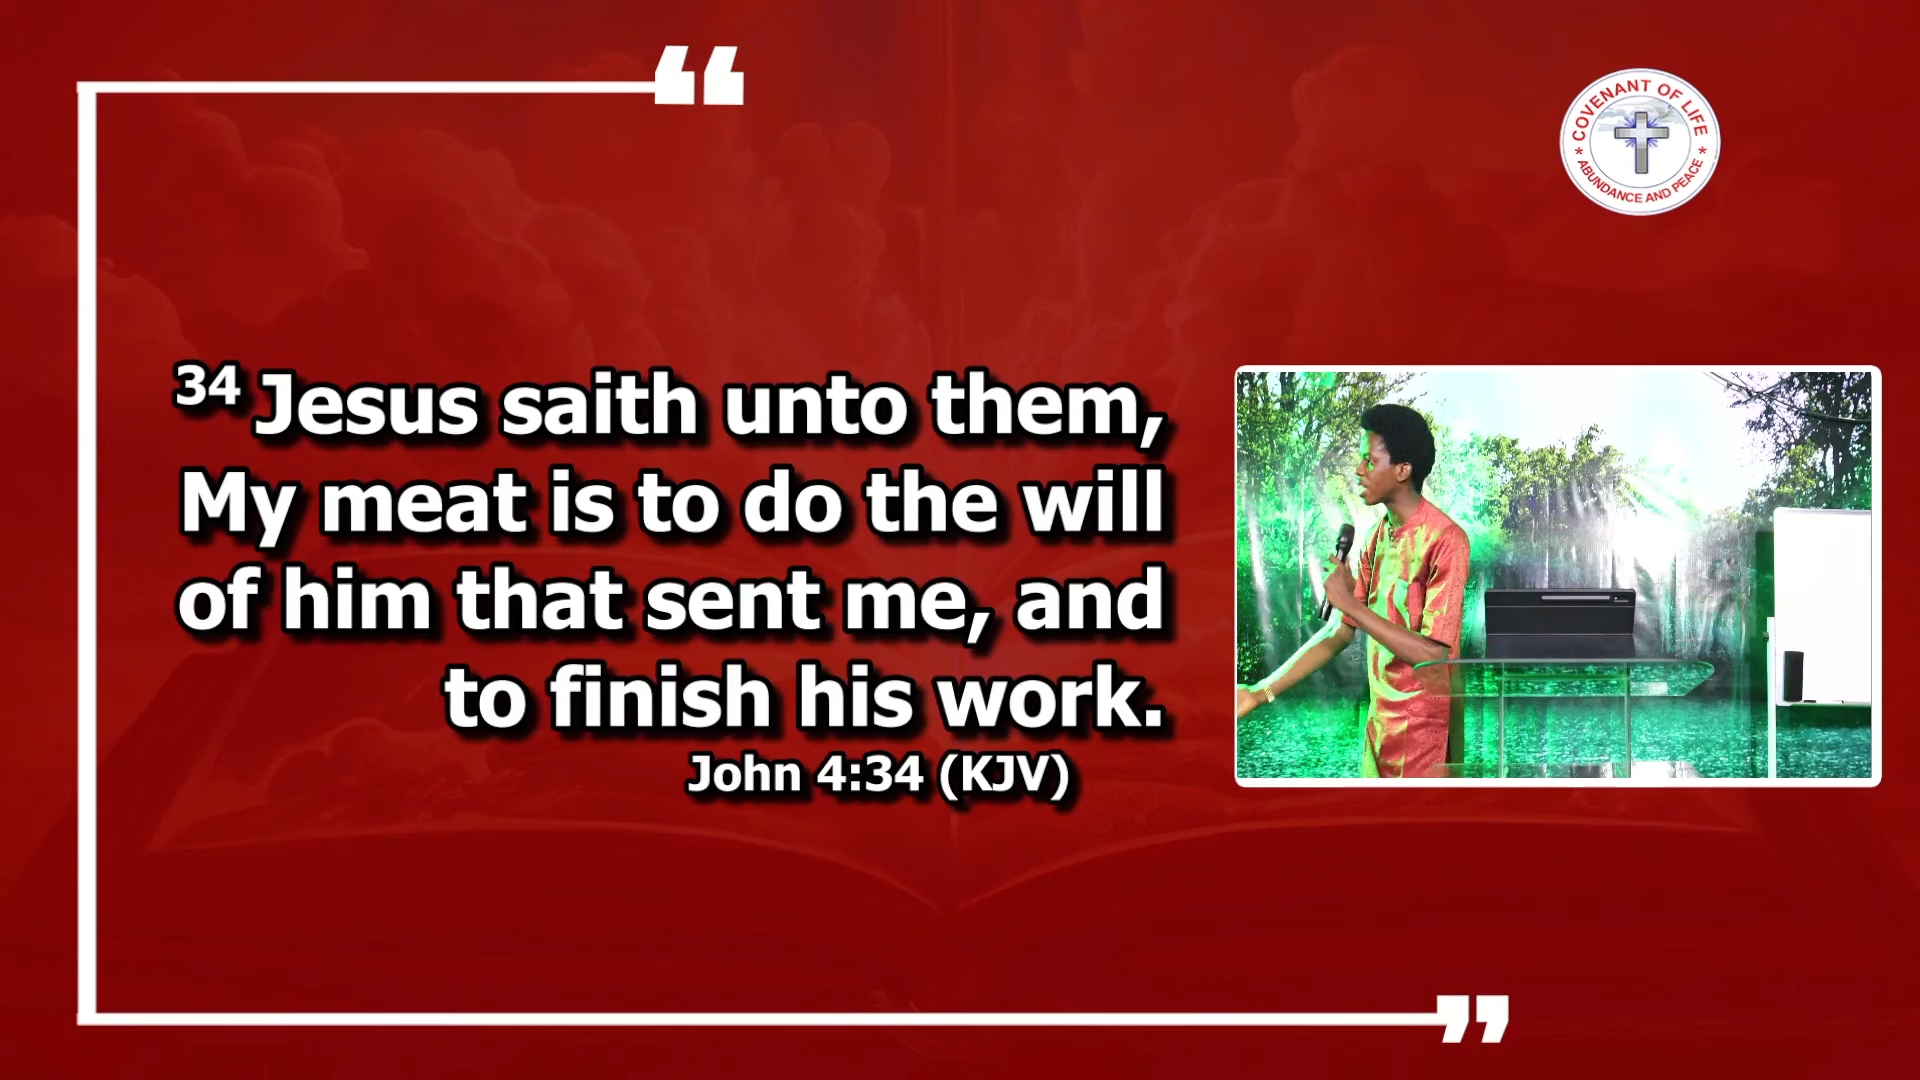 COVENANT OF LIFE
* ABUNDANCE AND PEACE *
34 Jesus saith unto them,
My meat is to do the will
of him that sent me, and
to finish his work.
John 4:34 (KJV)